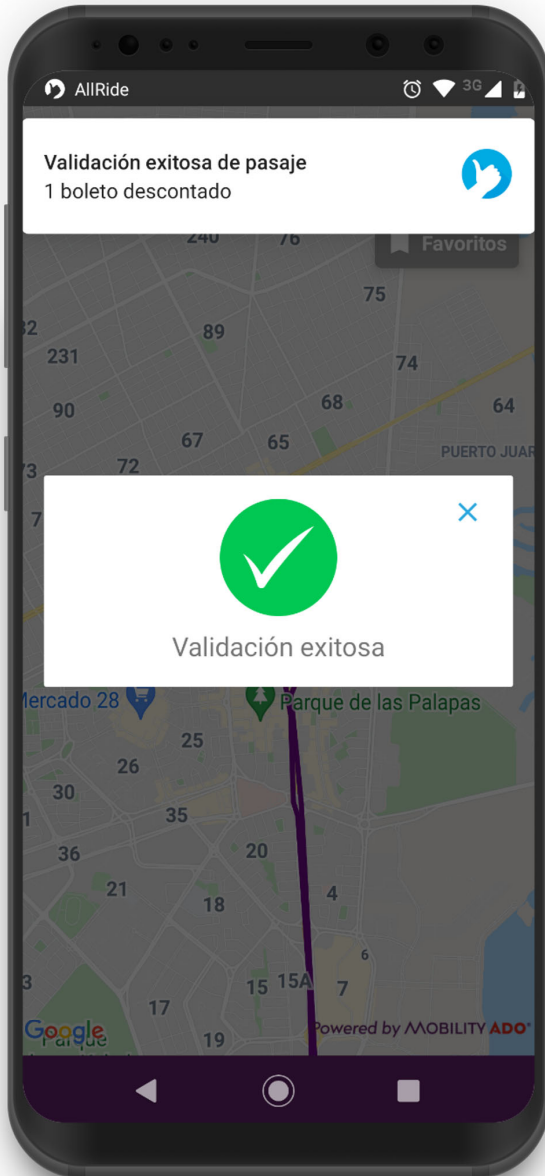 AllRide
3G
Validación exitosa de pasaje
1 boleto descontado
240 76
Favoritos
75
32
89
231
74
90
68
64
67
65
PUERTO JUAR
73
72
7
Validación exitosa
Mercado 28
Parque de las Palapas
25
26
30
35
1
36
20
21
4
18
6
3
15 15A
7
17
Google
Parque
Powered by MOBILITY ADO
19